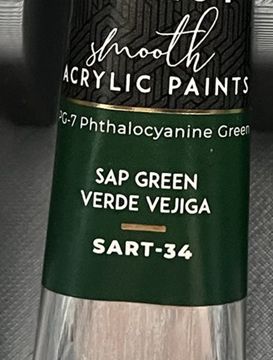 smooth
ACRYLIC PAINTS
PG-7 Phthalocyanine Green
SAP GREEN
VERDE VEJIGA
SART-34